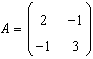 A = ( 2 -1
-1 3 )